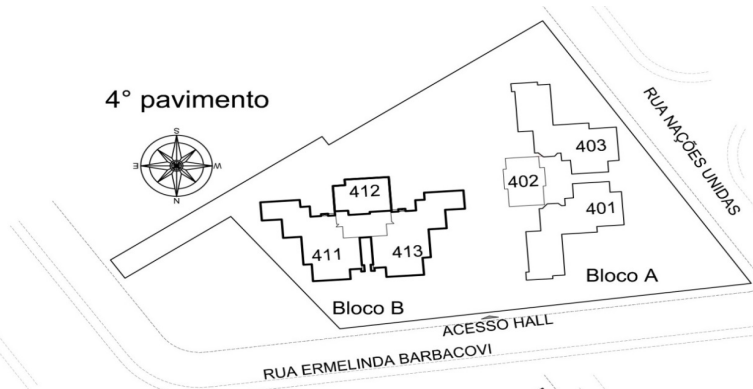 4° pavimento
S
E
W
N
RUA NAÇÕES UNIDAS
403
402
401
412
411
413
Bloco A
Bloco B
ACESSO HALL
RUA ERMELINDA BARBACOVI